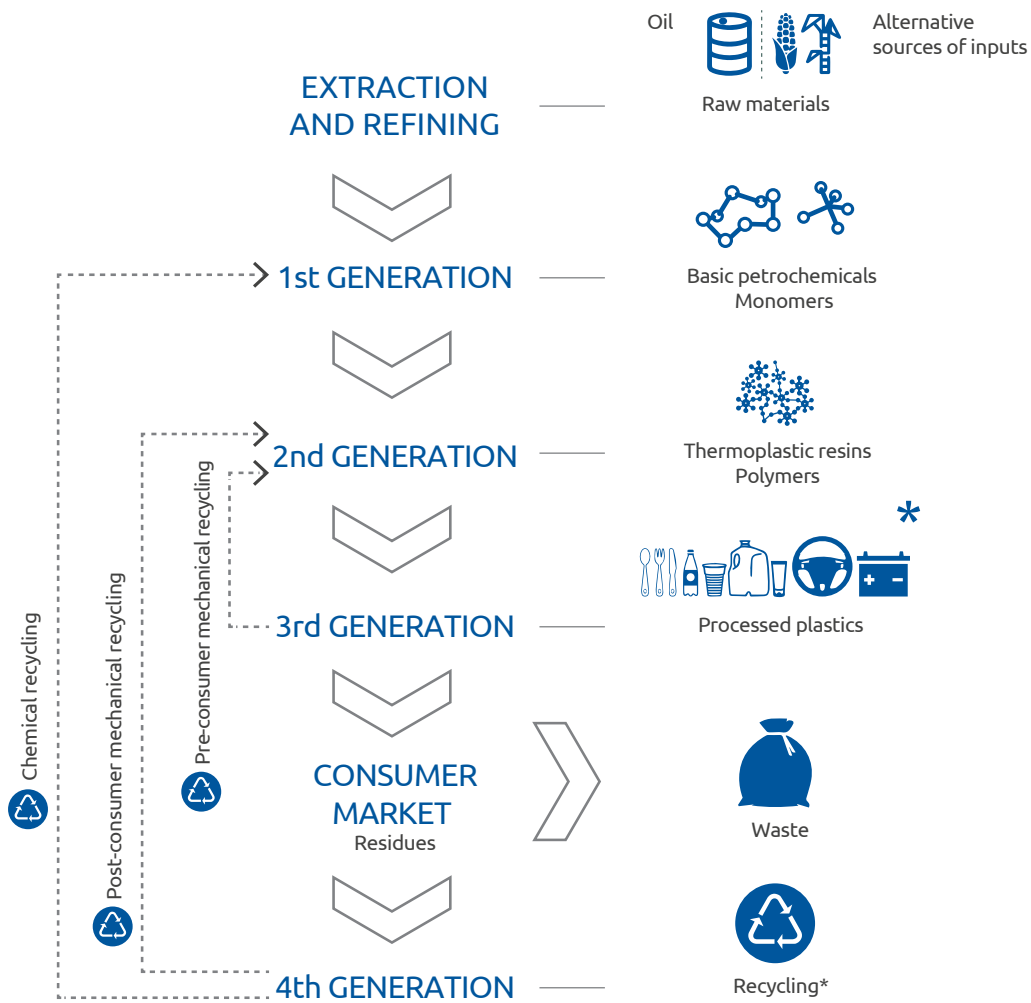 Oil
Alternative
sources of inputs
EXTRACTION
AND REFINING
Raw materials
1st GENERATION
Basic petrochemicals
Monomers
2nd GENERATION
Thermoplastic resins
Polymers
*
3rd GENERATION
Processed plastics
CONSUMER
MARKET
Residues
Waste
4th GENERATION
Recycling*
Chemical recycling
Post-consumer mechanical recycling
Pre-consumer mechanical recycling